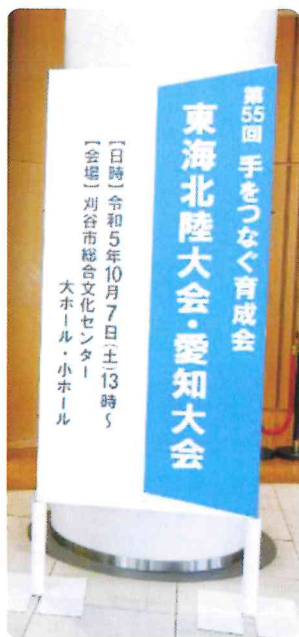 第55回 手をつなぐ育成会
東海北陸大会・愛知大会
【日時】令和5年10月7日(土)13時～
【会場】刈谷市総合文化センター
大ホール・小ホール